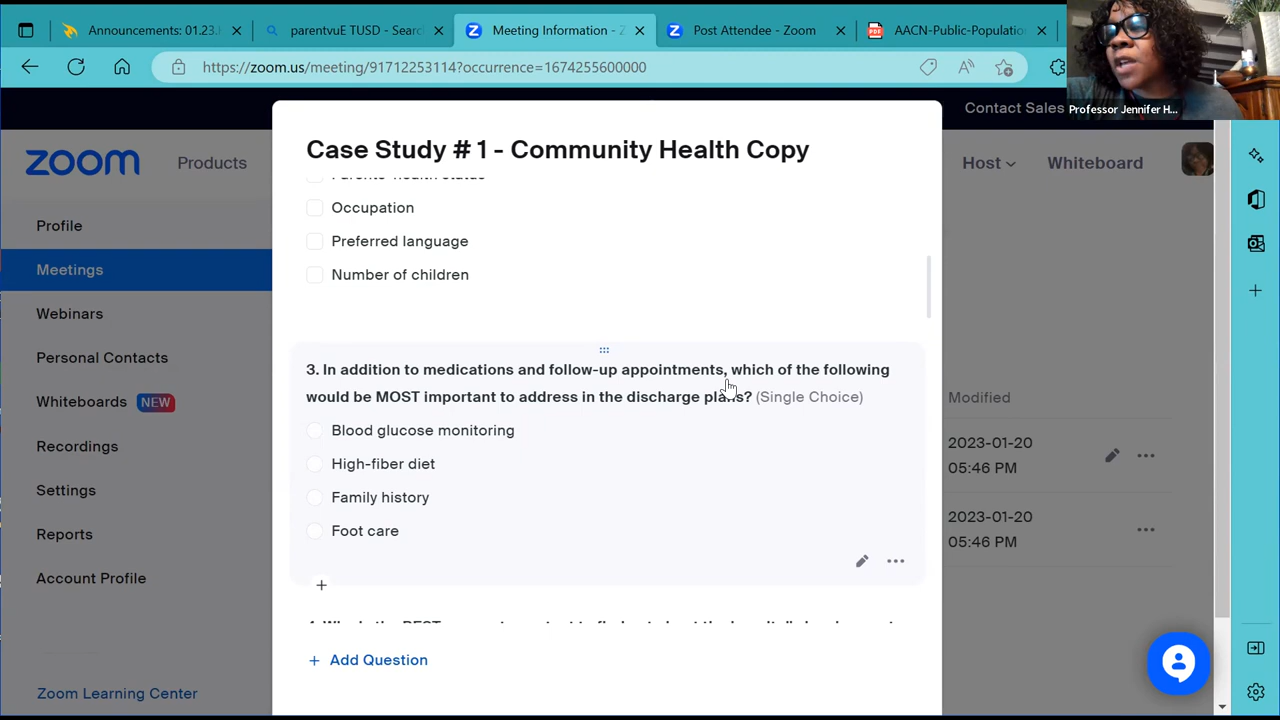 Announcements: 01.23.
parentvuE TUSD - Searc
Meeting Information - Z
Post Attendee - Zoom
AACN-Public-Populatio
https://zoom.us/meeting/91712253114?occurrence=1674255600000
Professor Jennifer H...
Contact Sales
zoom
Products
Host
Whiteboard
Profile
Meetings
Webinars
Personal Contacts
Whiteboards NEW
Recordings
Settings
Reports
Account Profile
Zoom Learning Center
Case Study # 1 - Community Health Copy
Occupation
Preferred language
Number of children
3. In addition to medications and follow-up appointments, which of the following
would be MOST important to address in the discharge plans? (Single Choice)
Blood glucose monitoring
High-fiber diet
Family history
Foot care
Add Question
Modified
2023-01-20
05:46 PM
2023-01-20
05:46 PM